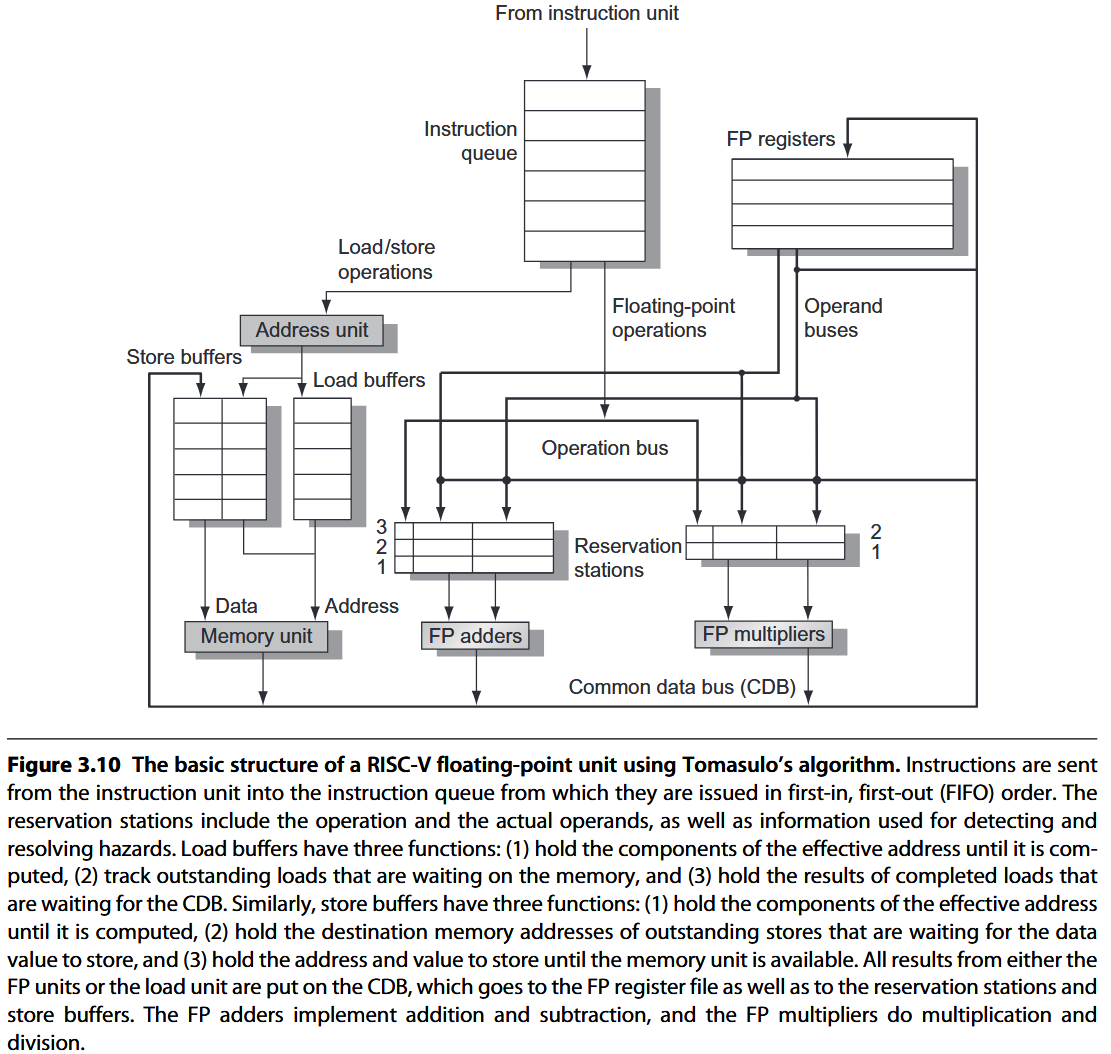 From instruction unit
Instruction
queue
FP registers
Load/store
operations
Floating-point
operations
Operand
buses
Address unit
Store buffers
Load buffers
Operation bus
3
2
1
Reservation
stations
2
1
Data
Address
Memory unit
FP adders
FP multipliers
Common data bus (CDB)
Figure 3.10 The basic structure of a RISC-V floating-point unit using Tomasulo’s algorithm. Instructions are sent
from the instruction unit into the instruction queue from which they are issued in first-in, first-out (FIFO) order. The
reservation stations include the operation and the actual operands, as well as information used for detecting and
resolving hazards. Load buffers have three functions: (1) hold the components of the effective address until it is com-
puted, (2) track outstanding loads that are waiting on the memory, and (3) hold the results of completed loads that
are waiting for the CDB. Similarly, store buffers have three functions: (1) hold the components of the effective address
until it is computed, (2) hold the destination memory addresses of outstanding stores that are waiting for the data
value to store, and (3) hold the address and value to store until the memory unit is available. All results from either the
FP units or the load unit are put on the CDB, which goes to the FP register file as well as to the reservation stations and
store buffers. The FP adders implement addition and subtraction, and the FP multipliers do multiplication and
division.